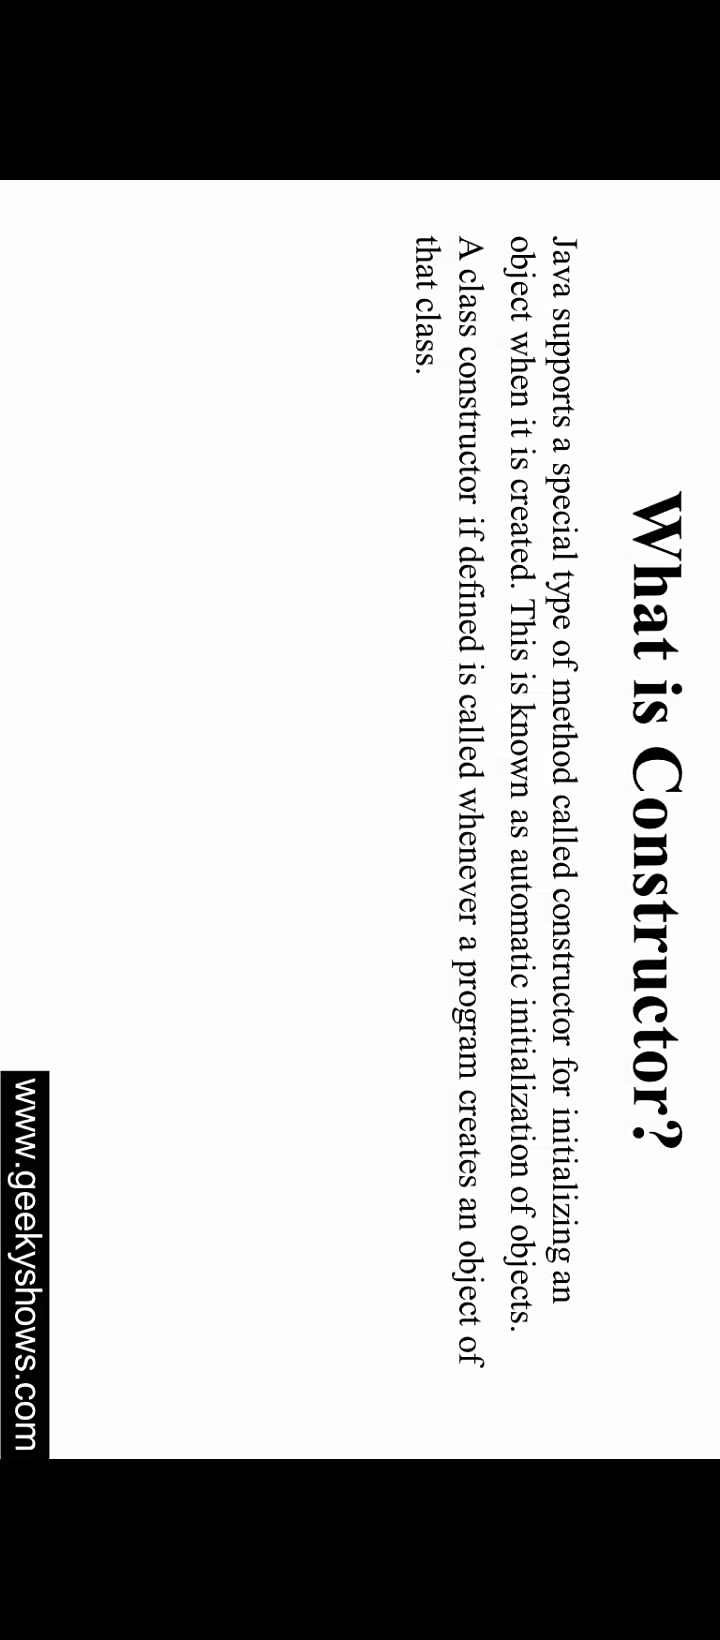 What is Constructor?
Java supports a special type of method called constructor for initializing an
object when it is created. This is known as automatic initialization of objects.
A class constructor if defined is called whenever a program creates an object of
that class.
www.geekyshows.com